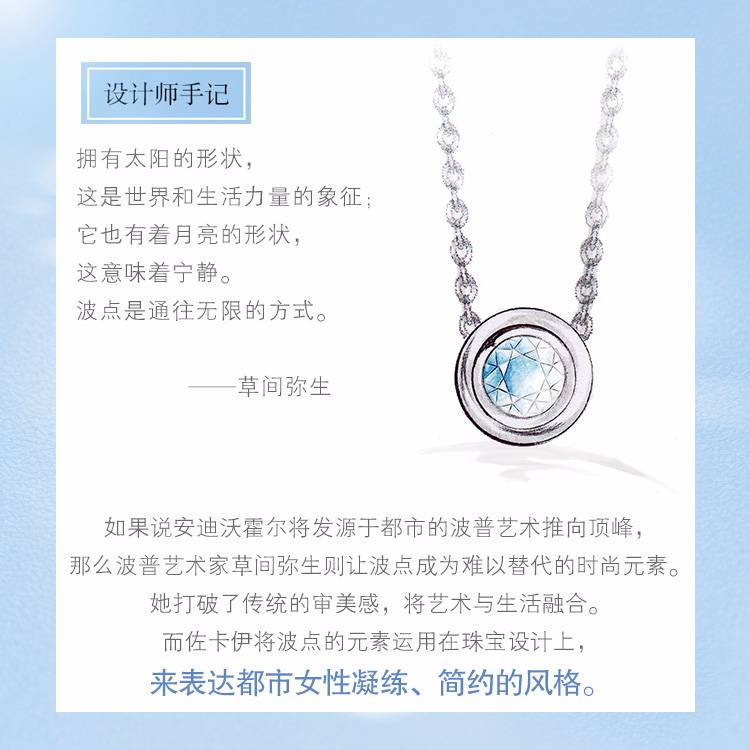 设计师手记
拥有太阳的形状，
这是世界和生活力量的象征；
它也有着月亮的形状，
这意味着宁静。
波点是通往无限的方式。
——草间弥生
如果说安迪沃霍尔将发源于都市的波普艺术推向顶峰，
那么波普艺术家草间弥生则让波点成为难以替代的时尚元素。
她打破了传统的审美感，将艺术与生活融合。
而佐卡伊将波点的元素运用在珠宝设计上，
来表达都市女性凝练、简约的风格。